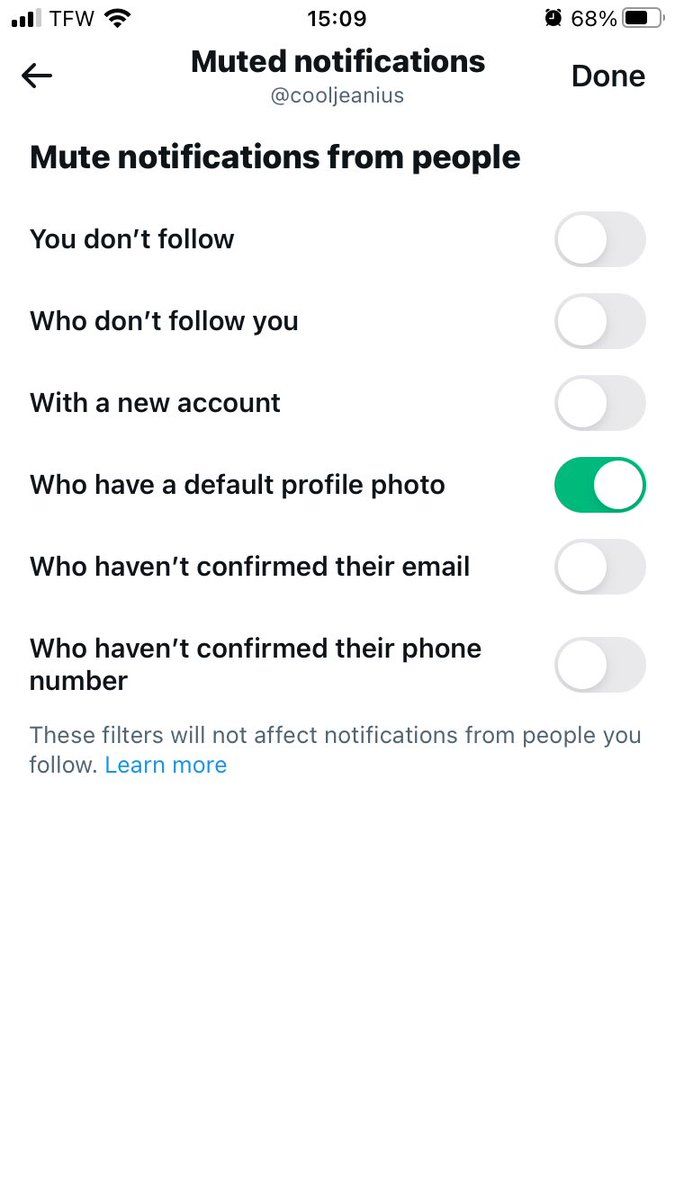 TFW 15:09 68%
Muted notifications
@cooljeanius
Done
Mute notifications from people
You don’t follow
Who don’t follow you
With a new account
Who have a default profile photo
Who haven’t confirmed their email
Who haven’t confirmed their phone
number
These filters will not affect notifications from people you
follow. Learn more